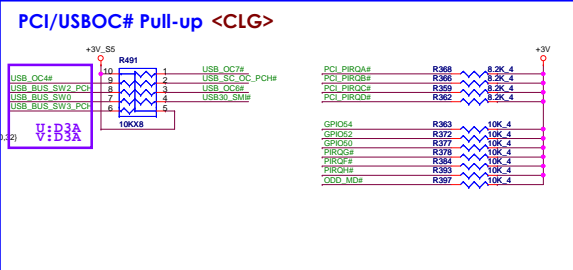 PCI/USBOC# Pull-up <CLG>
+3V_S5
R491
10 1 USB_OC7#
USB_OC4# 9 2 USB_SC_OC_PCH#
USB_BUS_SW2_PCH 8 3 USB_OC6#
USB_BUS_SW0 7 4 USB30_SMI#
USB_BUS_SW3_PCH 6 5
10KX8
U:D3A
V:D3A
+3V
PCI_PIRQA# R368 8.2K_4
PCI_PIRQB# R366 8.2K_4
PCI_PIRQC# R359 8.2K_4
PCI_PIRQD# R362 8.2K_4
GPIO54 R363 10K_4
GPIO52 R372 10K_4
GPIO50 R377 10K_4
PIRQG# R378 10K_4
PIRQF# R384 10K_4
PIRQH# R393 10K_4
ODD_MD# R397 10K_4